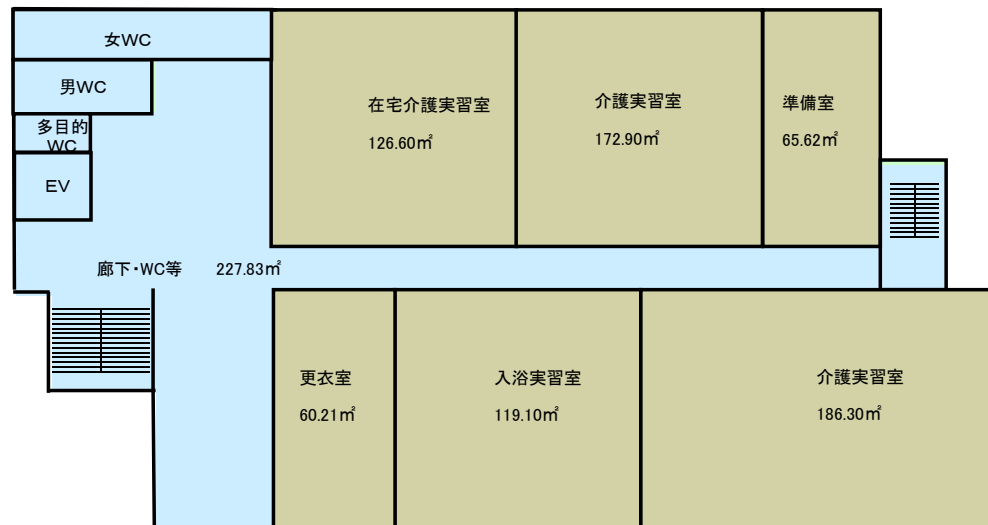 女WC
男WC
多目的
WC
EV
在宅介護実習室
126.60㎡
介護実習室
172.90㎡
準備室
65.62㎡
廊下・WC等 227.83㎡
更衣室
60.21㎡
入浴実習室
119.10㎡
介護実習室
186.30㎡